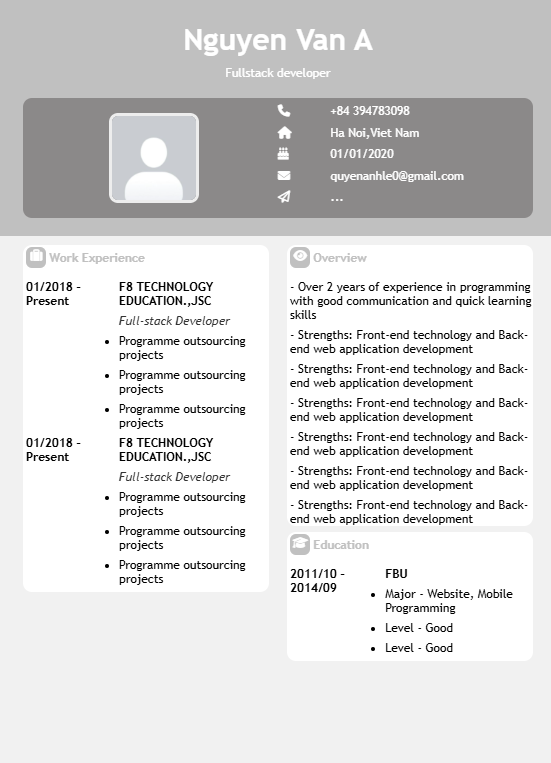 Nguyen Van A
Fullstack developer
+84 394783098
Ha Noi,Viet Nam
01/01/2020
quyenanhle0@gmail.com
...
Work Experience
01/2018 –
Present
F8 TECHNOLOGY
EDUCATION.,JSC
Full-stack Developer
• Programme outsourcing
projects
• Programme outsourcing
projects
• Programme outsourcing
projects
01/2018 –
Present
F8 TECHNOLOGY
EDUCATION.,JSC
Full-stack Developer
• Programme outsourcing
projects
• Programme outsourcing
projects
• Programme outsourcing
projects
Overview
- Over 2 years of experience in programming
with good communication and quick learning
skills
- Strengths: Front-end technology and Back-
end web application development
- Strengths: Front-end technology and Back-
end web application development
- Strengths: Front-end technology and Back-
end web application development
- Strengths: Front-end technology and Back-
end web application development
- Strengths: Front-end technology and Back-
end web application development
- Strengths: Front-end technology and Back-
end web application development
Education
2011/10 –
2014/09
FBU
• Major - Website, Mobile
Programming
• Level - Good
• Level - Good